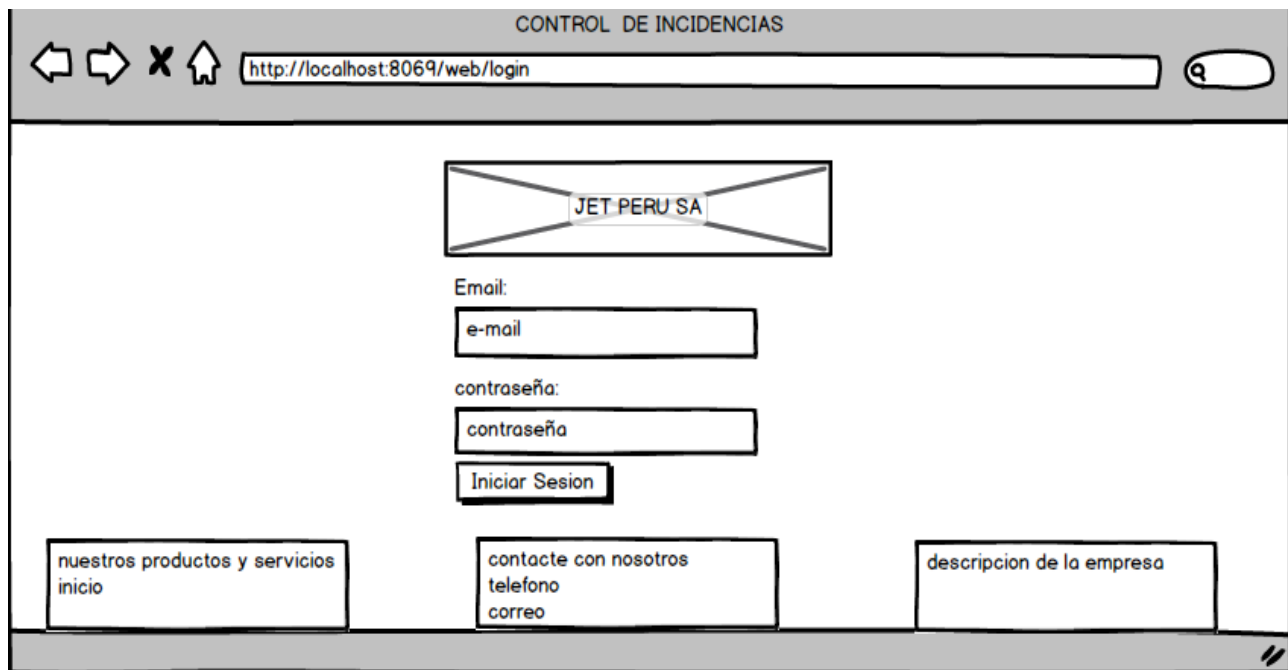 CONTROL DE INCIDENCIAS
http://localhost:8069/web/login
JET PERU SA
Email:
e-mail
contraseña:
contraseña
Iniciar Sesion
nuestros productos y servicios
inicio
contacte con nosotros
telefono
correo
descripcion de la empresa